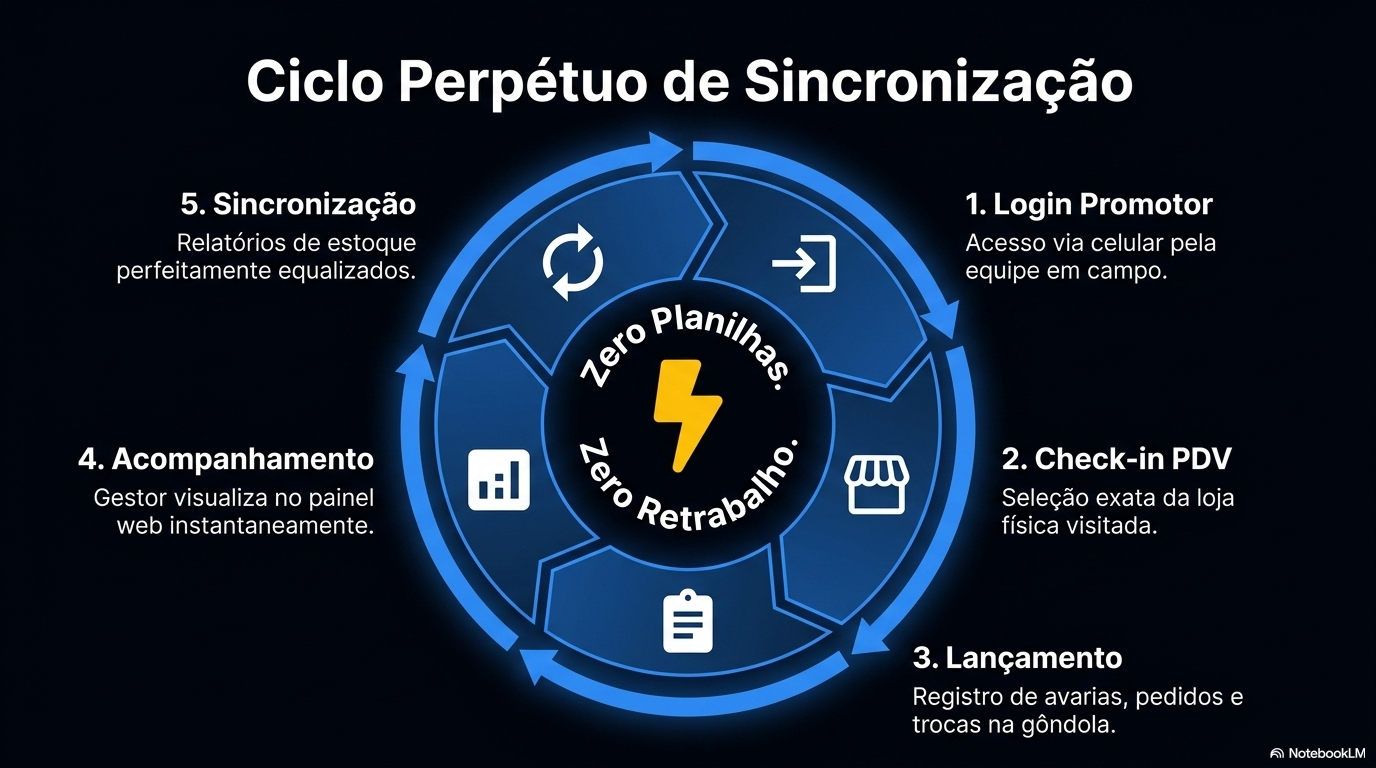 Ciclo Perpétuo de Sincronização
1. Login Promotor
Acesso via celular pela
equipe em campo.
2. Check-in PDV
Seleção exata da loja
física visitada.
3. Lançamento
Registro de avarias, pedidos e
trocas na gôndola.
4. Acompanhamento
Gestor visualiza no painel
web instantaneamente.
5. Sincronização
Relatórios de estoque
perfeitamente equalizados.
Zero Planilhas.
Zero Retrabalho.
NotebookLM